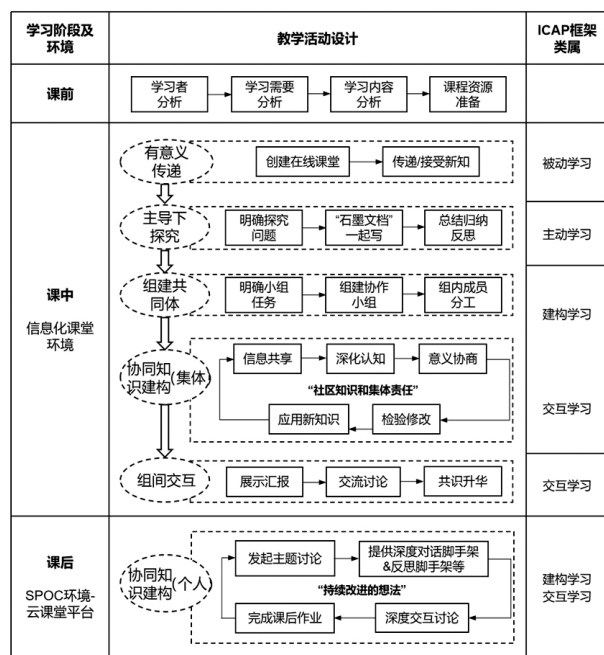 学习阶段及
环境
教学活动设计
ICAP框架
类属
课前
学习者
分析
学习需要
分析
学习内容
分析
课程资源
准备
课中
信息化课堂
环境
有意义
传递
创建在线课堂
传递/接受新知
被动学习
主导下
探究
明确探究
问题
“石墨文档”
一起写
总结归纳
反思
主动学习
组建共
同体
明确小组
任务
组建协作
小组
组内成员
分工
建构学习
协同知
识建构(集体)
信息共享
深化认知
意义协商
“社区知识和集体责任”
应用新知识
检验修改
交互学习
组间交互
展示汇报
交流讨论
共识升华
交互学习
课后
SPOC环境-
云课堂平台
协同知
识建构(个人)
发起主题讨论
提供深度对话脚手架
&反思脚手架等
“持续改进的想法”
完成课后作业
深度交互讨论
建构学习
交互学习